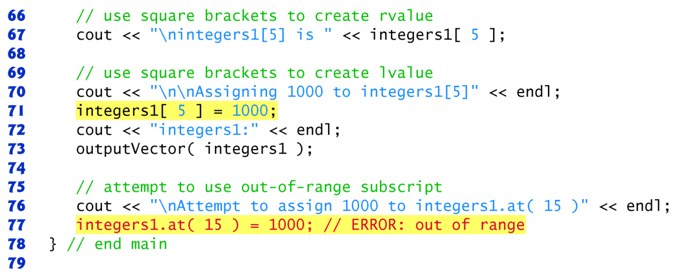 66 // use square brackets to create rvalue
67 cout << "\nintegers1[5] is " << integers1[ 5 ];
68
69 // use square brackets to create lvalue
70 cout << "\n\nAssigning 1000 to integers1[5]" << endl;
71 integers1[ 5 ] = 1000;
72 cout << "integers1:" << endl;
73 outputVector( integers1 );
74
75 // attempt to use out-of-range subscript
76 cout << "\nAttempt to assign 1000 to integers1.at( 15 )" << endl;
77 integers1.at( 15 ) = 1000; // ERROR: out of range
78 } // end main
79